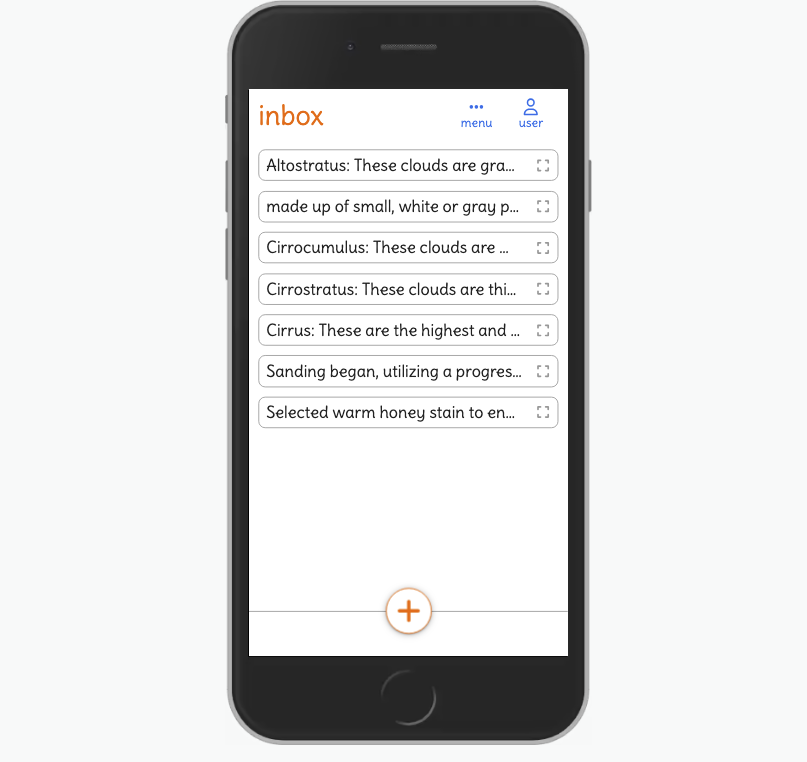 inbox
menu
user
Altostratus: These clouds are gra...
made up of small, white or gray p...
Cirrocumulus: These clouds are ...
Cirrostratus: These clouds are thi...
Cirrus: These are the highest and ...
Sanding began, utilizing a progres...
Selected warm honey stain to en...